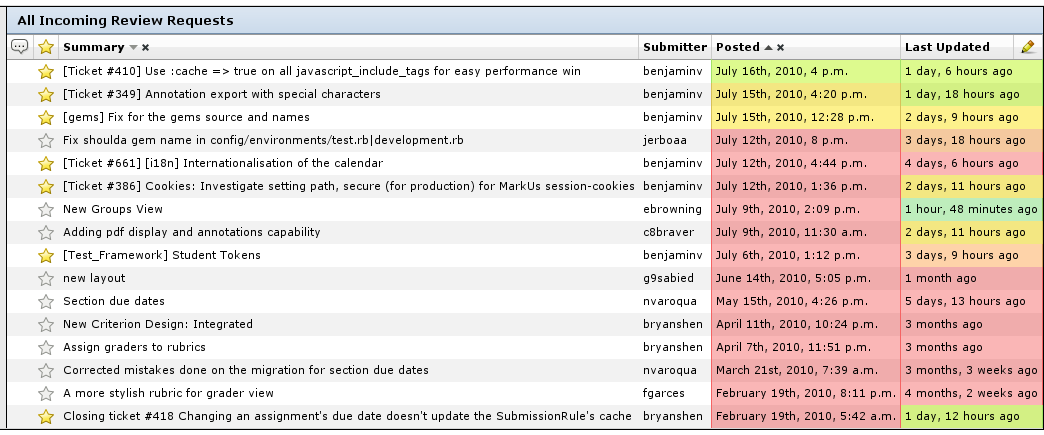 All Incoming Review Requests
Summary Submitter Posted Last Updated
[Ticket #410] Use :cache => true on all javascript_include_tags for easy performance win benjaminv July 16th, 2010, 4 p.m. 1 day, 6 hours ago
[Ticket #349] Annotation export with special characters benjaminv July 15th, 2010, 4:20 p.m. 1 day, 18 hours ago
[gems] Fix for the gems source and names benjaminv July 15th, 2010, 12:28 p.m. 2 days, 9 hours ago
Fix shoulda gem name in config/environments/test.rb|development.rb jerboaa July 12th, 2010, 8 p.m. 3 days, 18 hours ago
[Ticket #661] [i18n] Internationalisation of the calendar benjaminv July 12th, 2010, 4:44 p.m. 4 days, 6 hours ago
[Ticket #386] Cookies: Investigate setting path, secure (for production) for MarkUs session-cookies benjaminv July 12th, 2010, 1:36 p.m. 2 days, 11 hours ago
New Groups View ebrowning July 9th, 2010, 2:09 p.m. 1 hour, 48 minutes ago
Adding pdf display and annotations capability c8braver July 9th, 2010, 11:30 a.m. 2 days, 11 hours ago
[Test_Framework] Student Tokens benjaminv July 6th, 2010, 1:12 p.m. 3 days, 9 hours ago
new layout g9sabied June 14th, 2010, 5:05 p.m. 1 month ago
Section due dates nvaroqua May 15th, 2010, 4:26 p.m. 5 days, 13 hours ago
New Criterion Design: Integrated bryanshen April 11th, 2010, 10:24 p.m. 3 months ago
Assign graders to rubrics bryanshen April 7th, 2010, 11:51 p.m. 3 months ago
Corrected mistakes done on the migration for section due dates nvaroqua March 21st, 2010, 7:39 a.m. 3 months, 3 weeks ago
A more stylish rubric for grader view fgarces February 19th, 2010, 8:11 p.m. 4 months, 2 weeks ago
Closing ticket #418 Changing an assignment's due date doesn't update the SubmissionRule's cache bryanshen February 19th, 2010, 5:42 a.m. 1 day, 12 hours ago